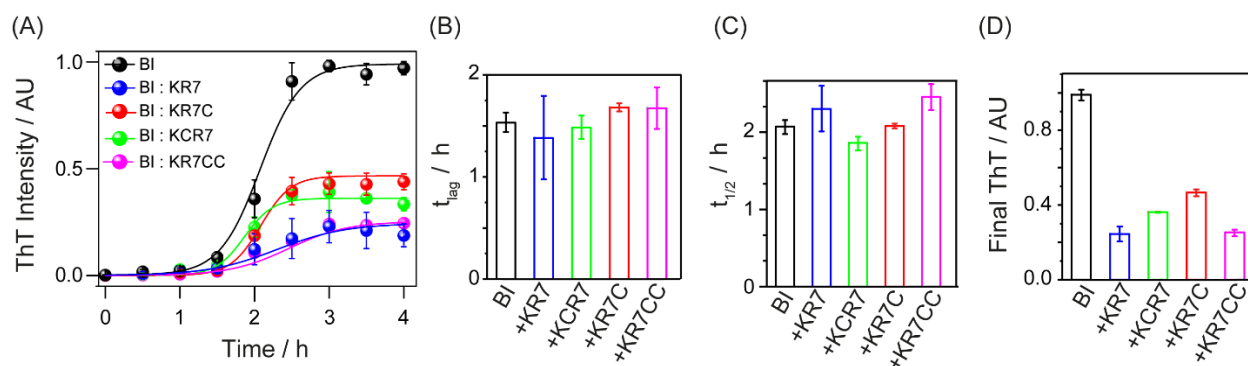 (A)
ThT Intensity / AU
1.0
0.5
0.0
BI
BI : KR7
BI : KR7C
BI : KCR7
BI : KR7CC
0
1
2
3
4
Time / h
(B)
t_lag / h
2
1
0
BI
+KR7
+KCR7
+KR7C
+KR7CC
(C)
t_1/2 / h
2
0
BI
+KR7
+KCR7
+KR7C
+KR7CC
(D)
Final ThT / AU
0.8
0.4
0.0
BI
+KR7
+KCR7
+KR7C
+KR7CC